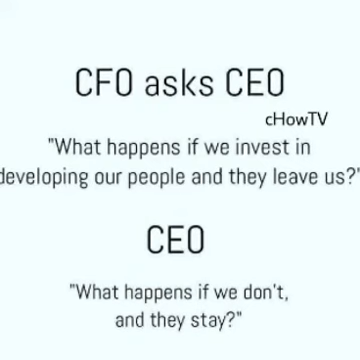 CFO asks CEO
cHowTV
"What happens if we invest in
developing our people and they leave us?"
CEO
"What happens if we don't,
and they stay?"